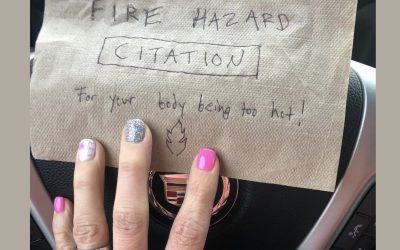 FIRE HAZARD
CITATION
For your body being too hot!